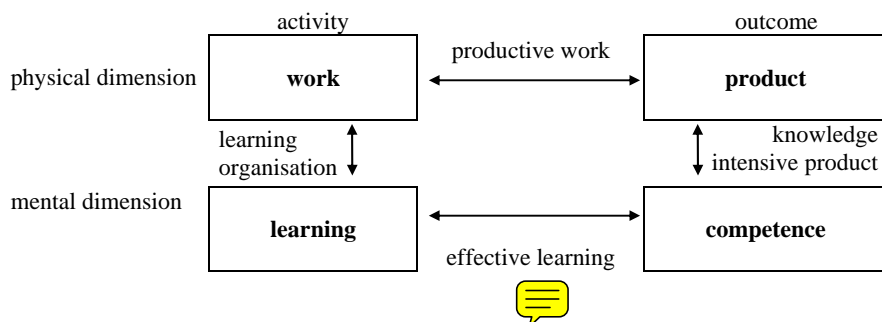 activity
outcome
productive work
physical dimension
work
product
learning
organisation
knowledge
intensive product
mental dimension
learning
competence
effective learning